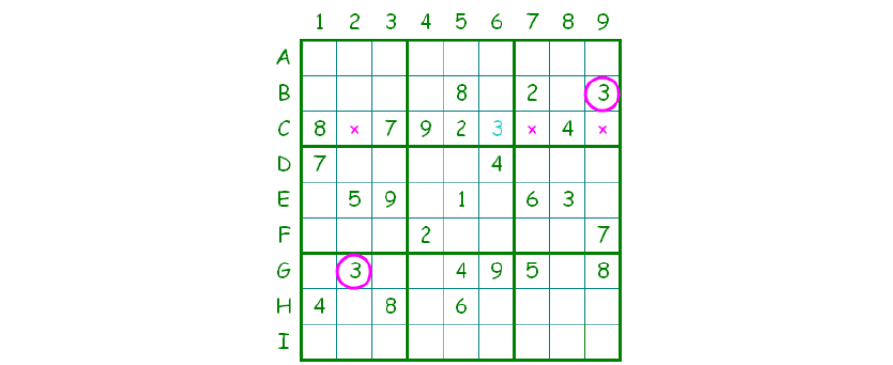 1 2 3 4 5 6 7 8 9
A
B 8 2 3
C 8 × 7 9 2 3 × 4 ×
D 7 4
E 5 9 1 6 3
F 2 7
G 3 4 9 5 8
H 4 8 6
I